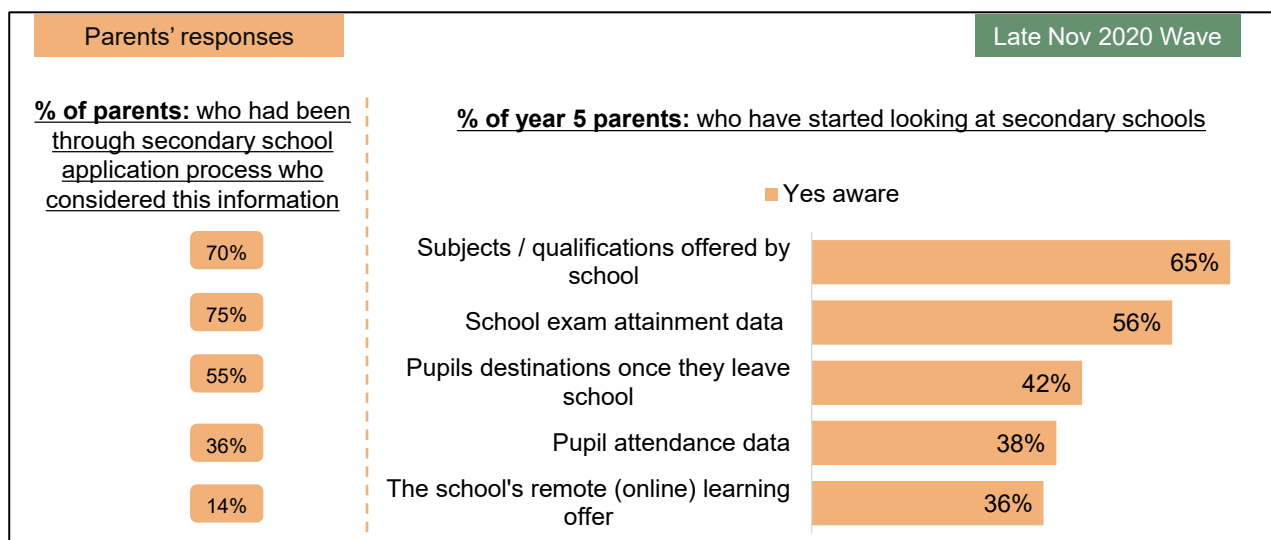 Parents' responses
Late Nov 2020 Wave
% of parents: who had been
through secondary school
application process who
considered this information
70%
75%
55%
36%
14%
% of year 5 parents: who have started looking at secondary schools
Yes aware
Subjects / qualifications offered by
school
65%
School exam attainment data
56%
Pupils destinations once they leave
school
42%
Pupil attendance data
38%
The school's remote (online) learning
offer
36%